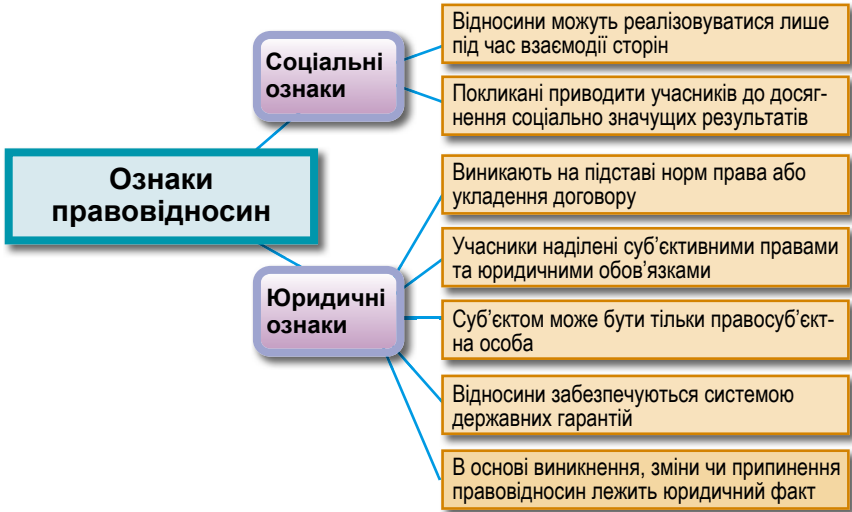 Ознаки
правовідносин
Соціальні
ознаки
Відносини можуть реалізовуватися лише
під час взаємодії сторін
Покликані приводити учасників до досяг-
нення соціально значущих результатів
Юридичні
ознаки
Виникають на підставі норм права або
укладення договору
Учасники наділені суб’єктивними правами
та юридичними обов’язками
Суб’єктом може бути тільки правосуб’єкт-
на особа
Відносини забезпечуються системою
державних гарантій
В основі виникнення, зміни чи припинення
правовідносин лежить юридичний факт